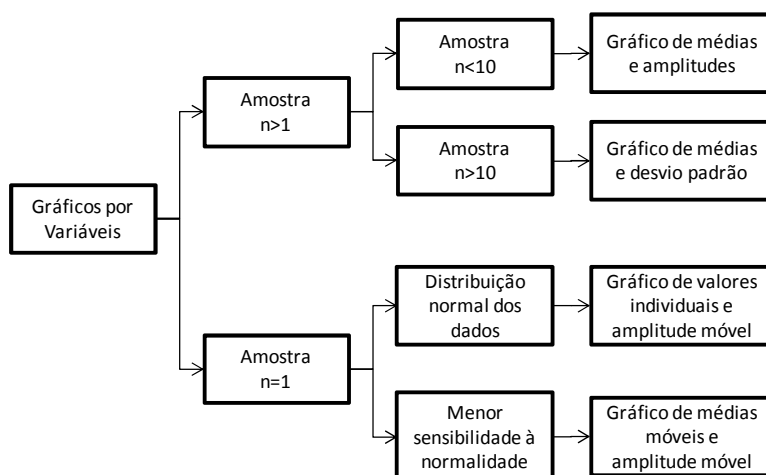 Gráficos por
Variáveis
Amostra
n>1
Amostra
n<10
Gráfico de médias
e amplitudes
Amostra
n>10
Gráfico de médias
e desvio padrão
Amostra
n=1
Distribuição
normal dos
dados
Gráfico de valores
individuais e
amplitude móvel
Menor
sensibilidade à
normalidade
Gráfico de médias
móveis e
amplitude móvel